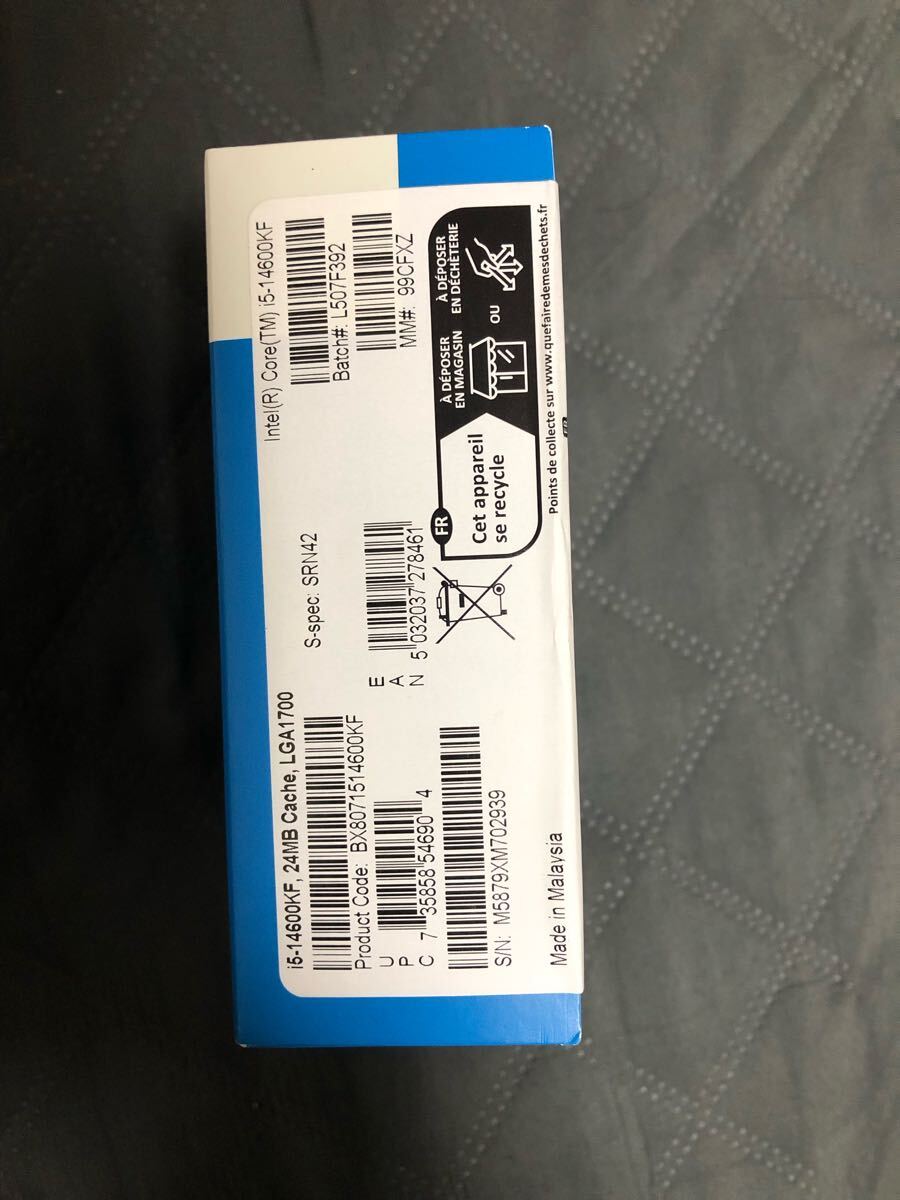 i5-14600KF, 24MB Cache, LGA1700
Intel(R) Core(TM) i5-14600KF
S-spec: SRN42
Batch#: L507F392
Product Code: BX8071514600KF
MM#: 99CFXZ
UPC
7 35858 54690 4
EAN
5 032037 278461
S/N: M5879XM702939
Made in Malaysia
FR
Cet appareil
se recycle
À DÉPOSER
EN MAGASIN
OU
À DÉPOSER
EN DÉCHÈTERIE
Points de collecte sur www.quefairedemesdechets.fr